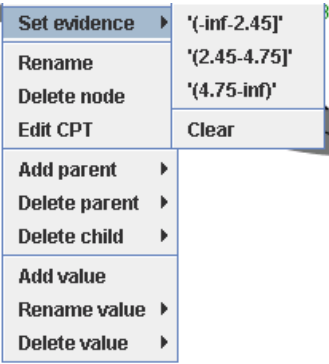 Set evidence
Rename
Delete node
Edit CPT
Add parent
Delete parent
Delete child
Add value
Rename value
Delete value
'(-inf-2.45]'
'(2.45-4.75]'
'(4.75-inf)'
Clear